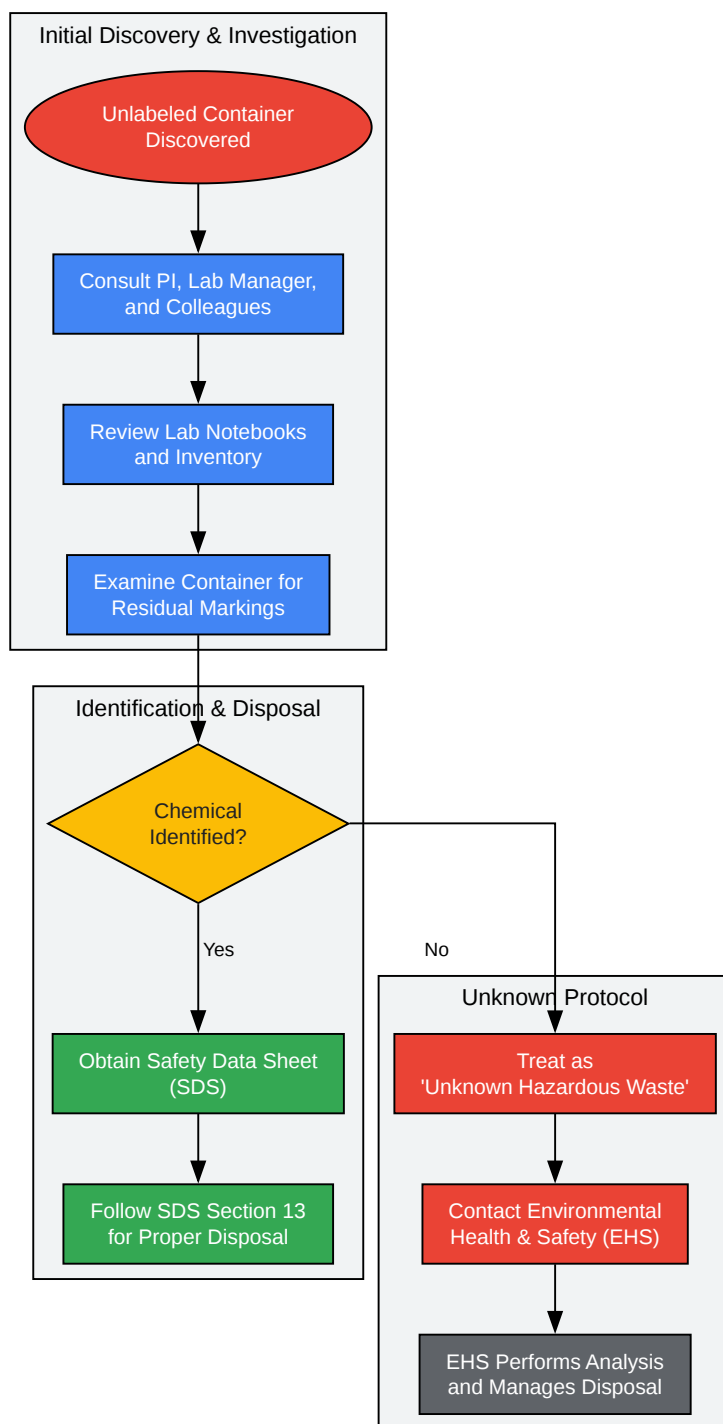 Initial Discovery & Investigation
Unlabeled Container
Discovered
Consult PI, Lab Manager,
and Colleagues
Review Lab Notebooks
and Inventory
Examine Container for
Residual Markings
Identification & Disposal
Chemical
Identified?
Yes
No
Obtain Safety Data Sheet
(SDS)
Follow SDS Section 13
for Proper Disposal
Unknown Protocol
Treat as
'Unknown Hazardous Waste'
Contact Environmental
Health & Safety (EHS)
EHS Performs Analysis
and Manages Disposal